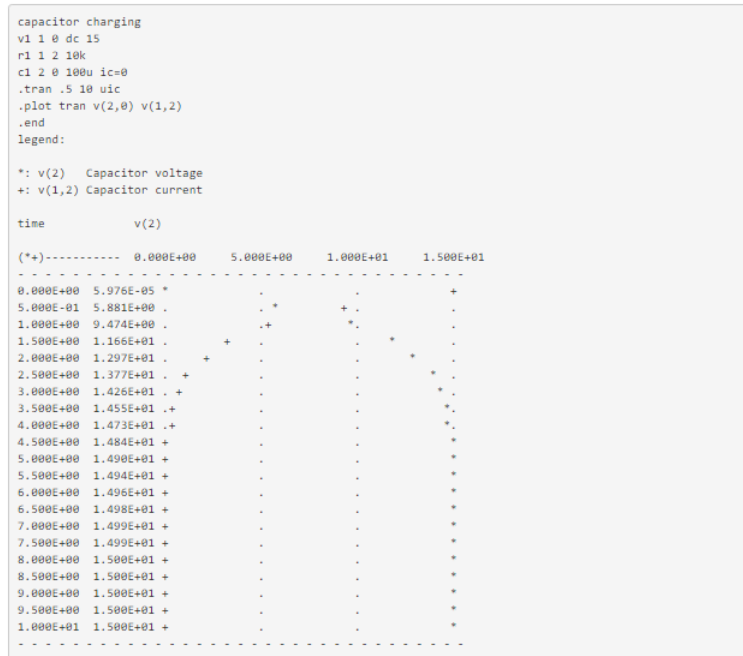 capacitor charging
v1 1 0 dc 15
r1 1 2 10k
c1 2 0 100u ic=0
.tran .5 10 uic
.plot tran v(2,0) v(1,2)
.end
legend:

*: v(2)   Capacitor voltage
+: v(1,2) Capacitor current

time             v(2)

(*+)-----------  0.000E+00     5.000E+00     1.000E+01     1.500E+01
- - - - - - - - - - - - - - - - - - - - - - - - - - - - - - - - -
0.000E+00  5.976E-05 *             .             .             +
5.000E-01  5.881E+00 .             . *         + .             .
1.000E+00  9.474E+00 .             .+           *.             .
1.500E+00  1.166E+01 .        +    .             .    *        .
2.000E+00  1.297E+01 .     +       .             .       *     .
2.500E+00  1.377E+01 .  +          .             .          *  .
3.000E+00  1.426E+01 . +           .             .           * .
3.500E+00  1.455E+01 .+            .             .            *.
4.000E+00  1.473E+01 .+            .             .            *.
4.500E+00  1.484E+01 +             .             .             *
5.000E+00  1.490E+01 +             .             .             *
5.500E+00  1.494E+01 +             .             .             *
6.000E+00  1.496E+01 +             .             .             *
6.500E+00  1.498E+01 +             .             .             *
7.000E+00  1.499E+01 +             .             .             *
7.500E+00  1.499E+01 +             .             .             *
8.000E+00  1.500E+01 +             .             .             *
8.500E+00  1.500E+01 +             .             .             *
9.000E+00  1.500E+01 +             .             .             *
9.500E+00  1.500E+01 +             .             .             *
1.000E+01  1.500E+01 +             .             .             *
- - - - - - - - - - - - - - - - - - - - - - - - - - - - - - - - -